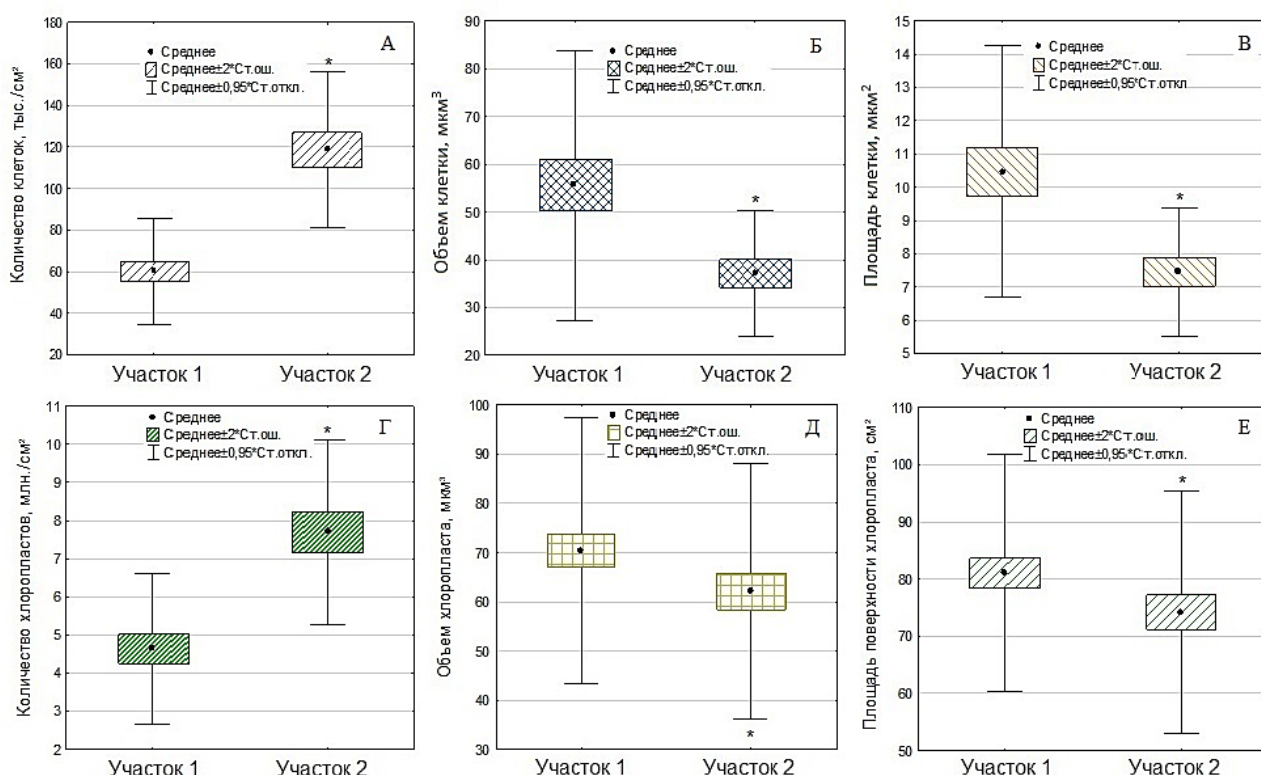 Количество клеток, тыс./см²
180
160
140
120
100
80
60
40
20
А
Среднее
Среднее±2*Ст.ош.
Среднее±0,95*Ст.откл.
*
Участок 1
Участок 2
Объем клетки, мкм³
90
80
70
60
50
40
30
20
Б
Среднее
Среднее±2*Ст.ош.
Среднее±0,95*Ст.откл.
*
Участок 1
Участок 2
Площадь клетки, мкм²
15
14
13
12
11
10
9
8
7
6
5
В
Среднее
Среднее±2*Ст.ош.
Среднее±0,95*Ст.откл
*
Участок 1
Участок 2
Количество хлоропластов, млн./см²
11
10
9
8
7
6
5
4
3
2
Г
Среднее
Среднее±2*Ст.ош.
Среднее±0,95*Ст.откл.
*
Участок 1
Участок 2
Объем хлоропласта, мкм³
100
90
80
70
60
50
40
30
Д
Среднее
Среднее±2*Ст.ош.
Среднее±0,95*Ст.откл.
*
Участок 1
Участок 2
Площадь поверхности хлоропласта, см²
110
100
90
80
70
60
50
Е
Среднее
Среднее±2*Ст.ош.
Среднее±0,95*Ст.откл.
*
Участок 1
Участок 2